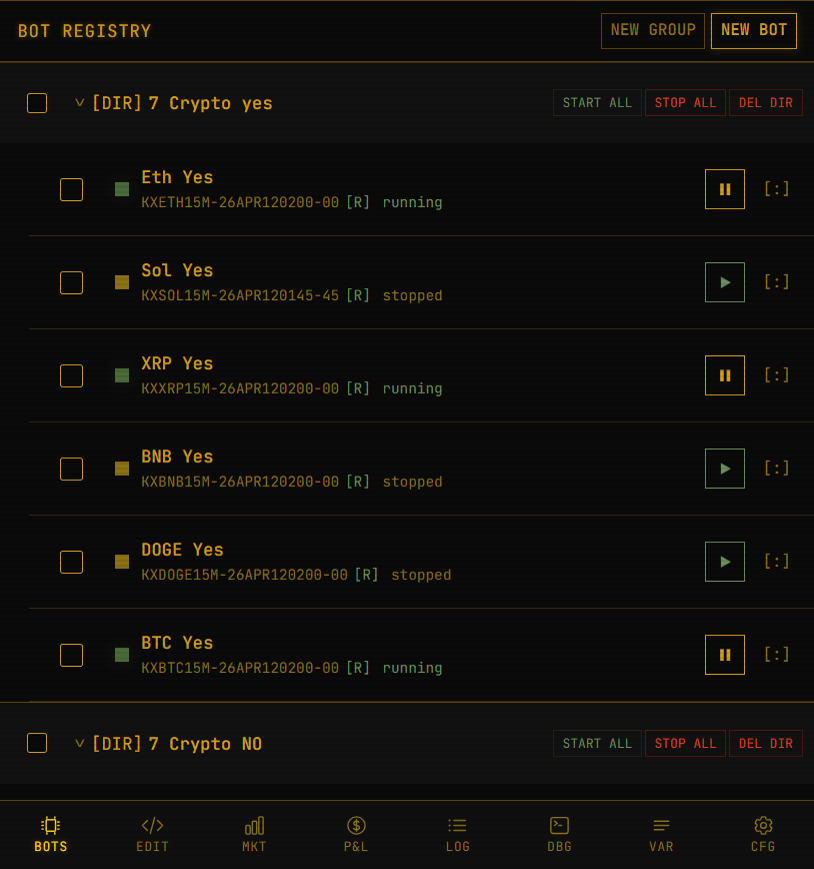 BOT REGISTRY NEW GROUP NEW BOT
[DIR] 7 Crypto yes START ALL STOP ALL DEL DIR
Eth Yes
KXETH15M-26APR120200-00 [R] running [:]
Sol Yes
KXSOL15M-26APR120145-45 [R] stopped [:]
XRP Yes
KXXRP15M-26APR120200-00 [R] running [:]
BNB Yes
KXBNB15M-26APR120200-00 [R] stopped [:]
DOGE Yes
KXDOGE15M-26APR120200-00 [R] stopped [:]
BTC Yes
KXBTC15M-26APR120200-00 [R] running [:]
[DIR] 7 Crypto NO START ALL STOP ALL DEL DIR
BOTS EDIT MKT P&L LOG DBG VAR CFG